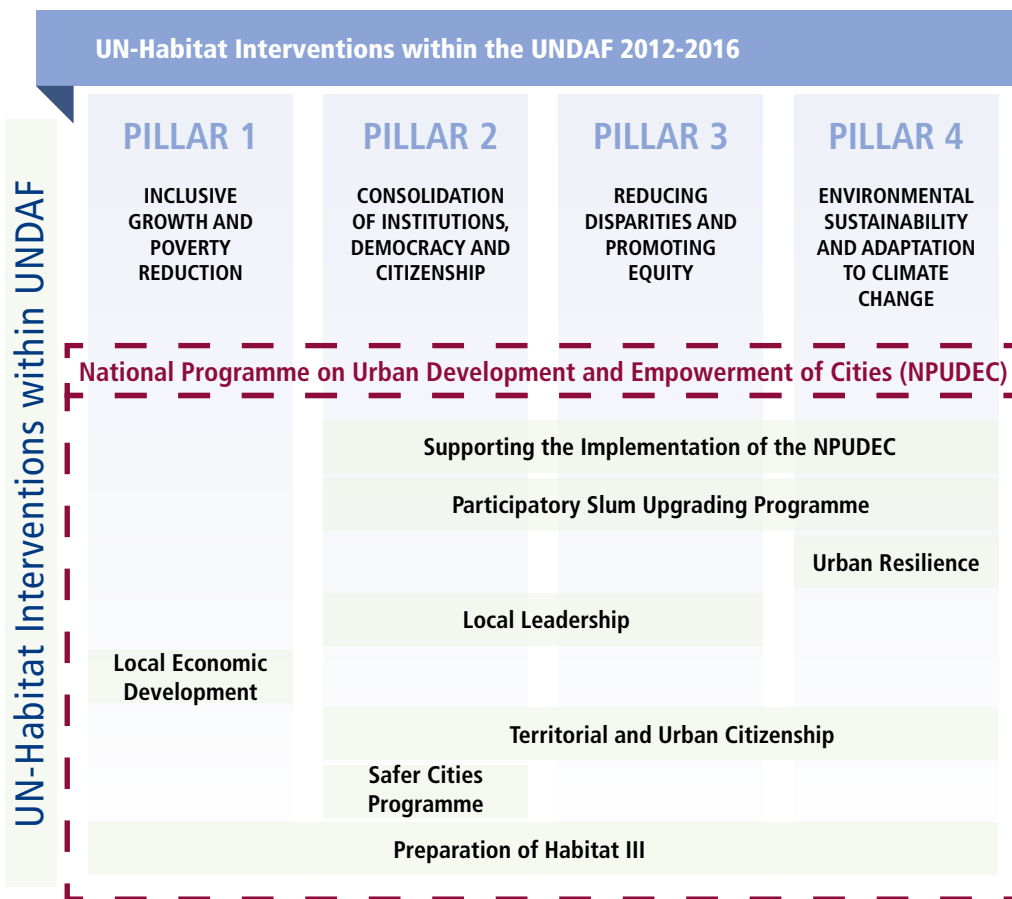 UN-Habitat Interventions within the UNDAF 2012-2016
UN-Habitat Interventions within UNDAF
PILLAR 1
INCLUSIVE
GROWTH AND
POVERTY
REDUCTION
PILLAR 2
CONSOLIDATION
OF INSTITUTIONS,
DEMOCRACY AND
CITIZENSHIP
PILLAR 3
REDUCING
DISPARITIES AND
PROMOTING
EQUITY
PILLAR 4
ENVIRONMENTAL
SUSTAINABILITY
AND ADAPTATION
TO CLIMATE
CHANGE
National Programme on Urban Development and Empowerment of Cities (NPUDEC)
Supporting the Implementation of the NPUDEC
Participatory Slum Upgrading Programme
Urban Resilience
Local Leadership
Local Economic
Development
Territorial and Urban Citizenship
Safer Cities
Programme
Preparation of Habitat III